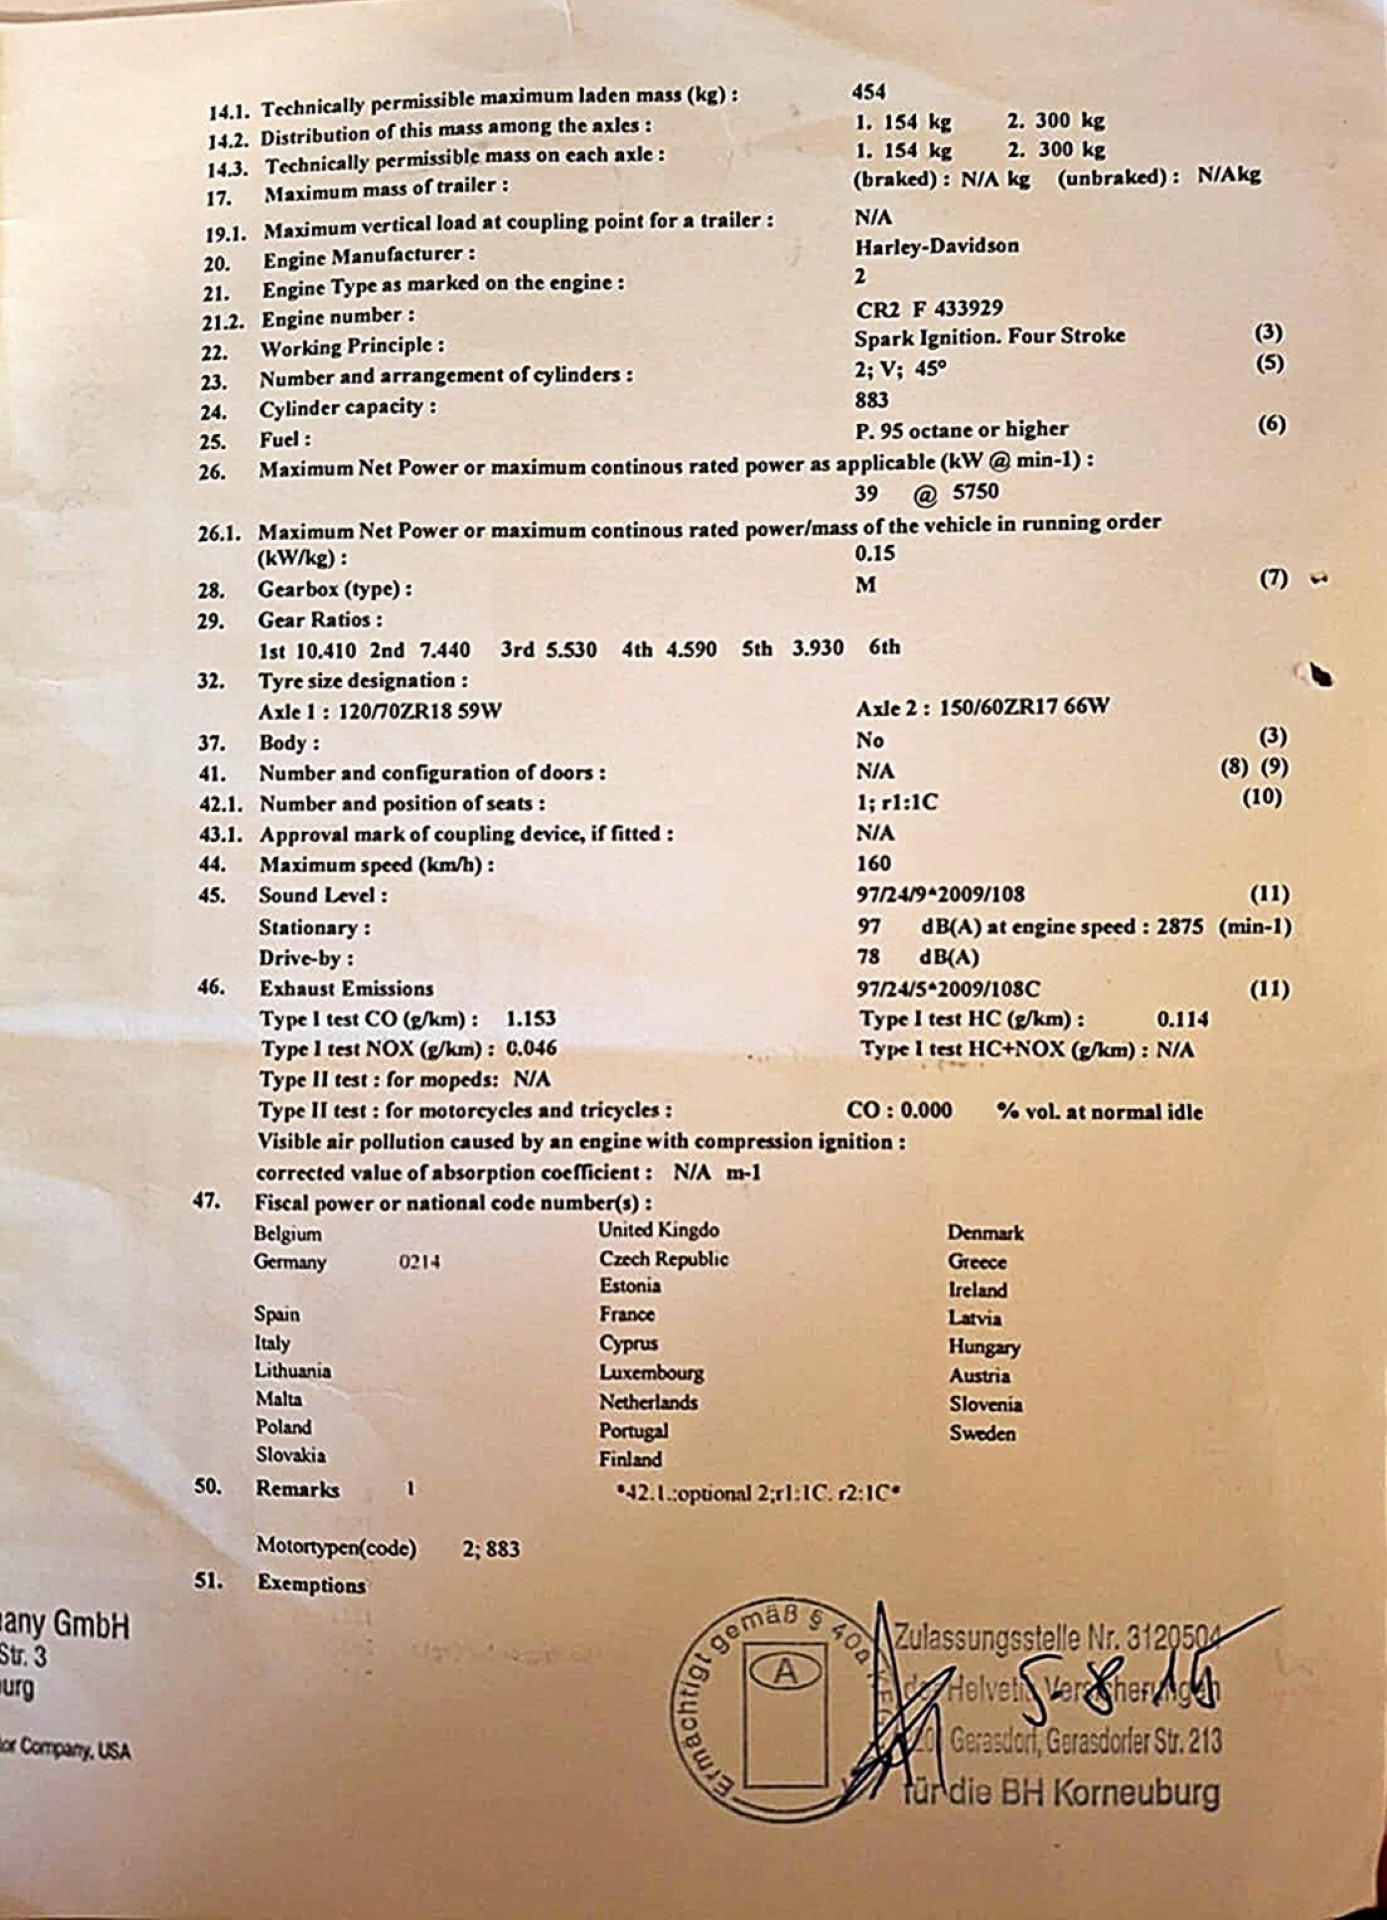 14.1. Technically permissible maximum laden mass (kg) : 454
14.2. Distribution of this mass among the axles : 1. 154 kg 2. 300 kg
14.3. Technically permissible mass on each axle : 1. 154 kg 2. 300 kg
17. Maximum mass of trailer : (braked) : N/A kg (unbraked) : N/Akg
19.1. Maximum vertical load at coupling point for a trailer : N/A
20. Engine Manufacturer : Harley-Davidson
21. Engine Type as marked on the engine : 2
21.2. Engine number : CR2 F 433929
22. Working Principle : Spark Ignition. Four Stroke (3)
23. Number and arrangement of cylinders : 2; V; 45° (5)
24. Cylinder capacity : 883
25. Fuel : P. 95 octane or higher (6)
26. Maximum Net Power or maximum continous rated power as applicable (kW @ min-1) :
39 @ 5750
26.1. Maximum Net Power or maximum continous rated power/mass of the vehicle in running order
(kW/kg) : 0.15
28. Gearbox (type) : M (7)
29. Gear Ratios :
1st 10.410 2nd 7.440 3rd 5.530 4th 4.590 5th 3.930 6th
32. Tyre size designation :
Axle 1 : 120/70ZR18 59W Axle 2 : 150/60ZR17 66W
37. Body : No (3)
41. Number and configuration of doors : N/A (8) (9)
42.1. Number and position of seats : 1; r1:1C (10)
43.1. Approval mark of coupling device, if fitted : N/A
44. Maximum speed (km/h) : 160
45. Sound Level : 97/24/9*2009/108 (11)
Stationary : 97 dB(A) at engine speed : 2875 (min-1)
Drive-by : 78 dB(A)
46. Exhaust Emissions 97/24/5*2009/108C (11)
Type I test CO (g/km) : 1.153 Type I test HC (g/km) : 0.114
Type I test NOX (g/km) : 0.046 Type I test HC+NOX (g/km) : N/A
Type II test : for mopeds: N/A
Type II test : for motorcycles and tricycles : CO : 0.000 % vol. at normal idle
Visible air pollution caused by an engine with compression ignition :
corrected value of absorption coefficient : N/A m-1
47. Fiscal power or national code number(s) :
Belgium United Kingdo Denmark
Germany 0214 Czech Republic Greece
Estonia Ireland
Spain France Latvia
Italy Cyprus Hungary
Lithuania Luxembourg Austria
Malta Netherlands Slovenia
Poland Portugal Sweden
Slovakia Finland
50. Remarks 1 *42.1.:optional 2;r1:1C. r2:1C*
Motortypen(code) 2; 883
51. Exemptions
any GmbH
Str. 3
urg
or Company, USA
Ermächtigt gemäß § 40a
A
Zulassungsstelle Nr. 3120504
Helvetia Versicherungen
5-8 15
Gerasdorf, Gerasdorfer Str. 213
für die BH Korneuburg